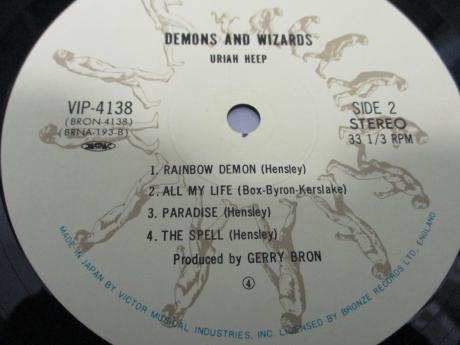 DEMONS AND WIZARDS
URIAH HEEP
VIP-4138
(BRON-4138)
(BRNA-193-B)
SIDE 2
STEREO
33 1/3 RPM
1. RAINBOW DEMON (Hensley)
2. ALL MY LIFE (Box-Byron-Kerslake)
3. PARADISE (Hensley)
4. THE SPELL (Hensley)
Produced by GERRY BRON
④
MADE IN JAPAN BY VICTOR MUSICAL INDUSTRIES, INC. LICENSED BY BRONZE RECORDS LTD. ENGLAND